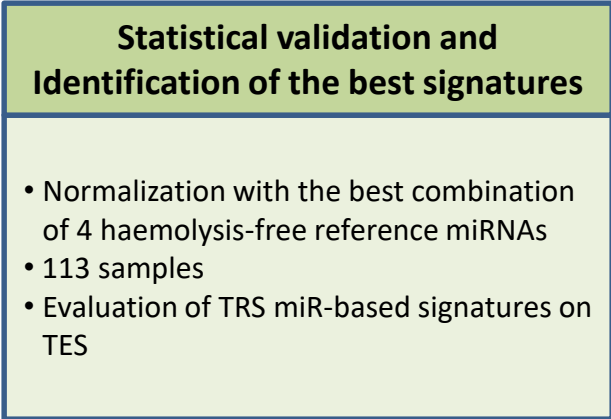 Statistical validation and
Identification of the best signatures
• Normalization with the best combination
of 4 haemolysis-free reference miRNAs
• 113 samples
• Evaluation of TRS miR-based signatures on
TES